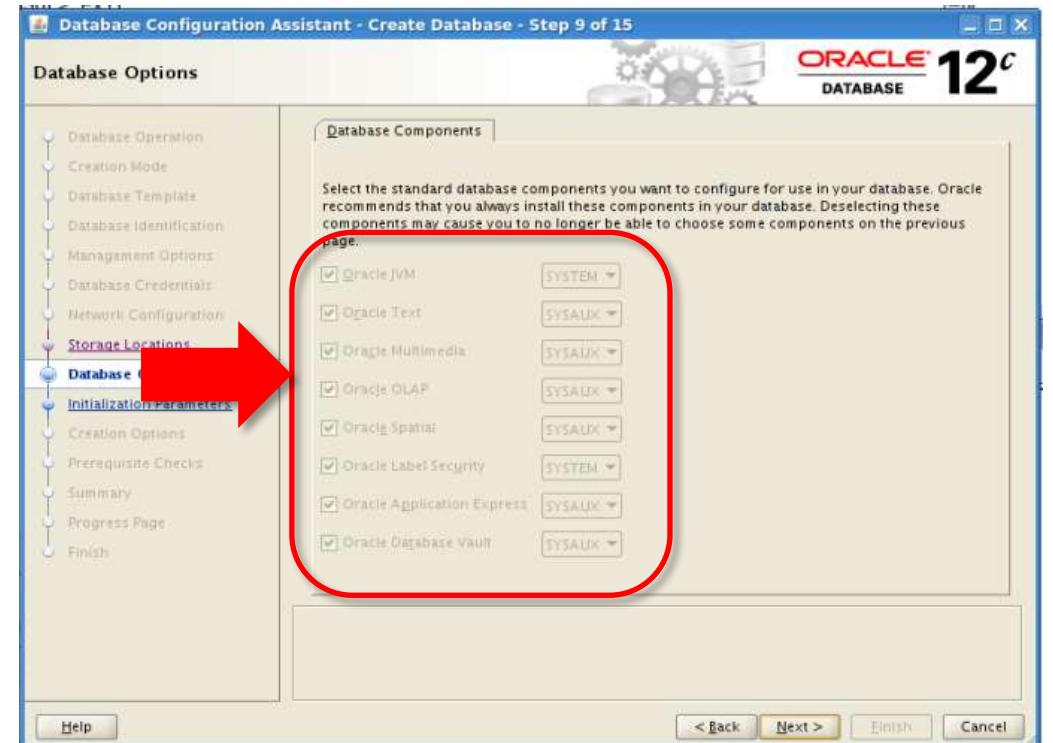 Database Configuration Assistant - Create Database - Step 9 of 15
Database Options
ORACLE
DATABASE
12c
Database Operation
Creation Mode
Database Template
Database Identification
Management Options
Database Credentials
Network Configuration
Storage Locations
Database
Initialization Parameters
Creation Options
Prerequisite Checks
Summary
Progress Page
Finish
Database Components
Select the standard database components you want to configure for use in your database. Oracle
recommends that you always install these components in your database. Deselecting these
components may cause you to no longer be able to choose some components on the previous
page.
Oracle JVM SYSTEM
Oracle Text SYSAUX
Oracle Multimedia SYSAUX
Oracle OLAP SYSAUX
Oracle Spatial SYSAUX
Oracle Label Security SYSTEM
Oracle Application Express SYSAUX
Oracle Database Vault SYSAUX
Help
< Back
Next >
Finish
Cancel